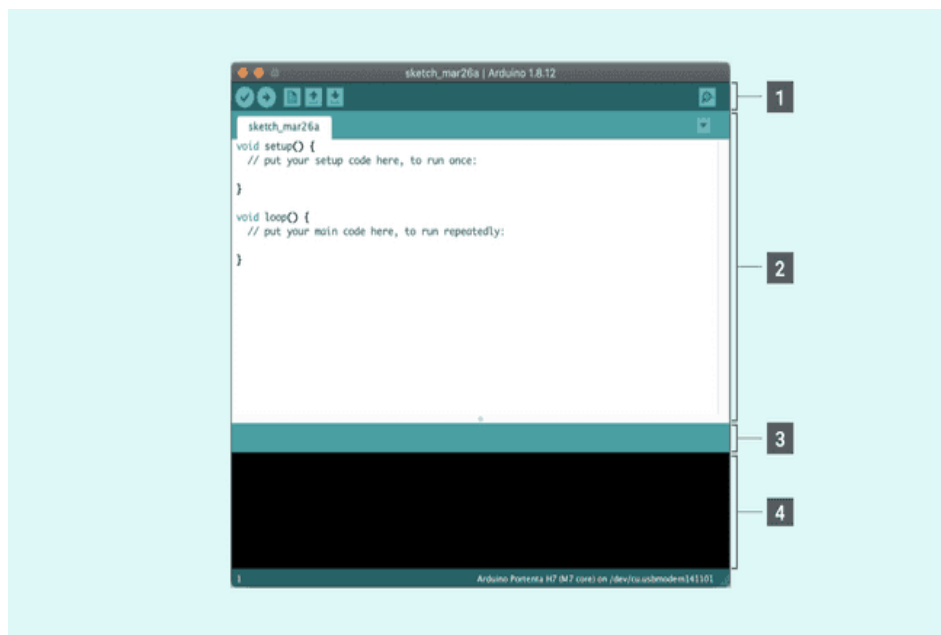 sketch_mar26a | Arduino 1.8.12
1
sketch_mar26a
void setup() {
// put your setup code here, to run once:
}
void loop() {
// put your main code here, to run repeatedly:
}
2
3
4
1
Arduino Portenta H7 (M7 core) on /dev/cu.usbmodem141101